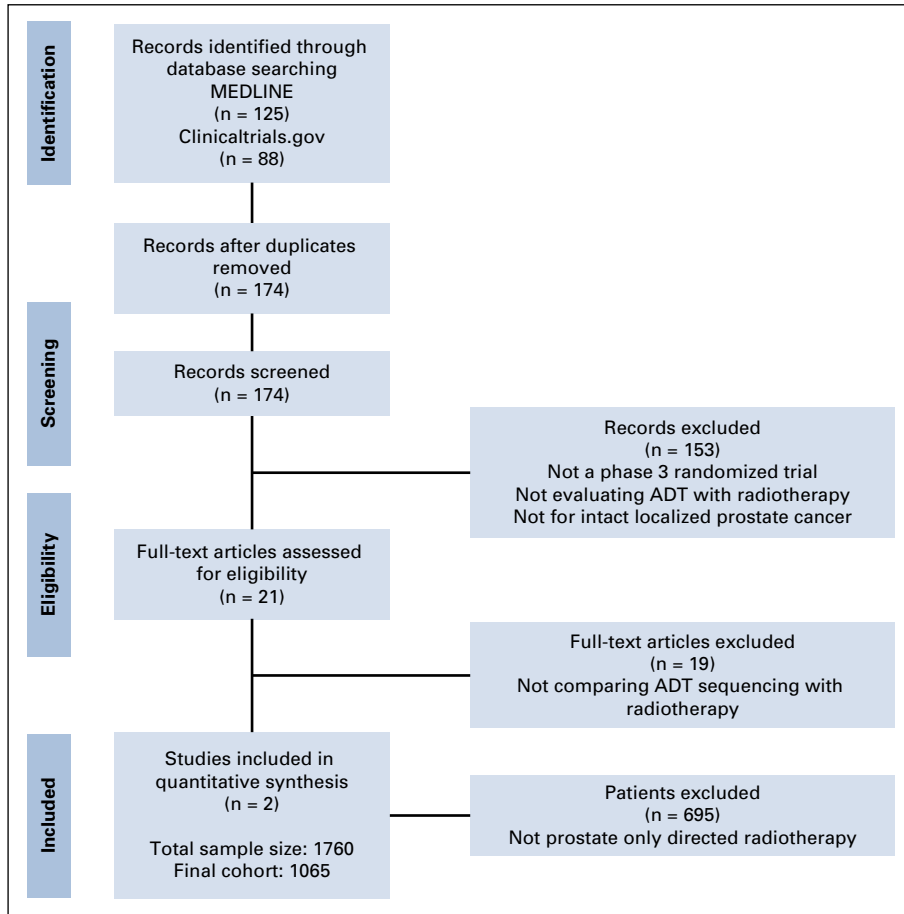 Identification
Records identified through
database searching
MEDLINE
(n = 125)
Clinicaltrials.gov
(n = 88)
Records after duplicates
removed
(n = 174)
Screening
Records screened
(n = 174)
Records excluded
(n = 153)
Not a phase 3 randomized trial
Not evaluating ADT with radiotherapy
Not for intact localized prostate cancer
Eligibility
Full-text articles assessed
for eligibility
(n = 21)
Full-text articles excluded
(n = 19)
Not comparing ADT sequencing with
radiotherapy
Included
Studies included in
quantitative synthesis
(n = 2)
Total sample size: 1760
Final cohort: 1065
Patients excluded
(n = 695)
Not prostate only directed radiotherapy